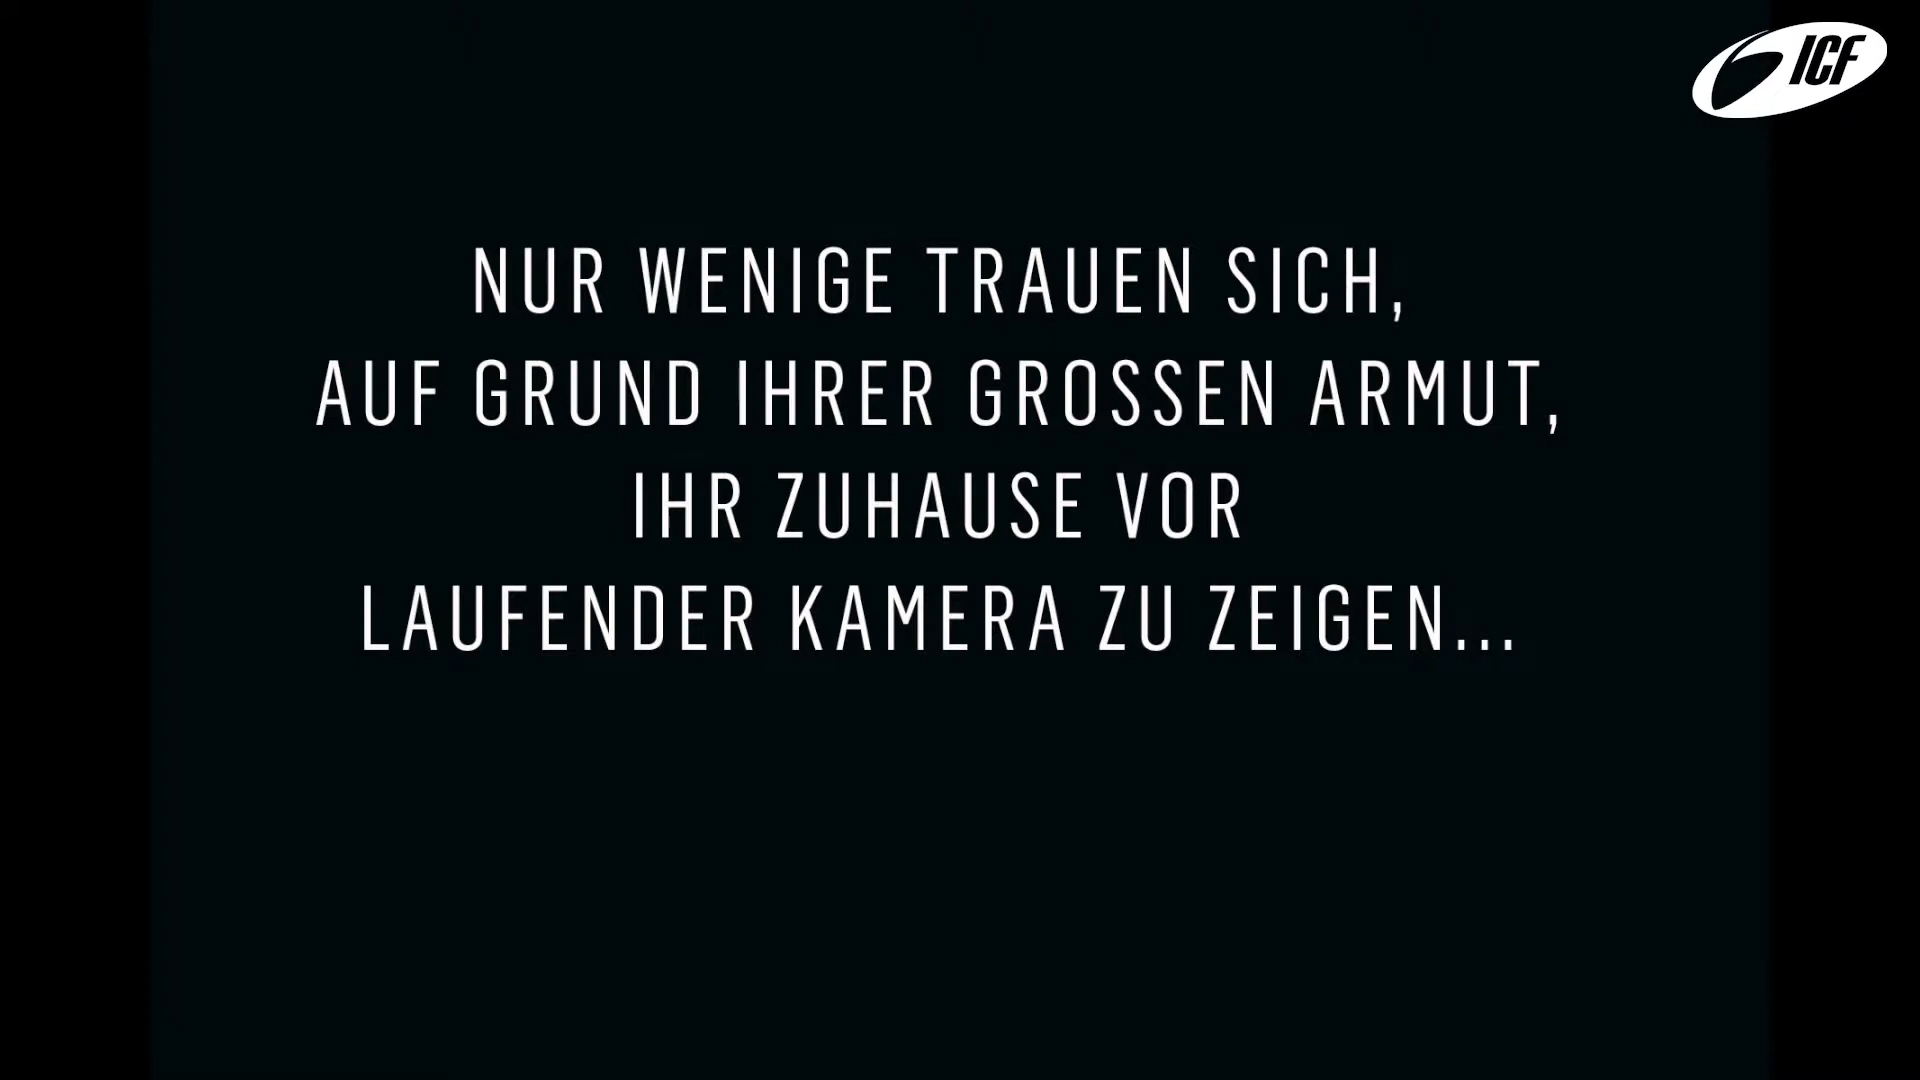 ICF
NUR WENIGE TRAUEN SICH,
AUF GRUND IHRER GROSSEN ARMUT,
IHR ZUHAUSE VOR
LAUFENDER KAMERA ZU ZEIGEN...